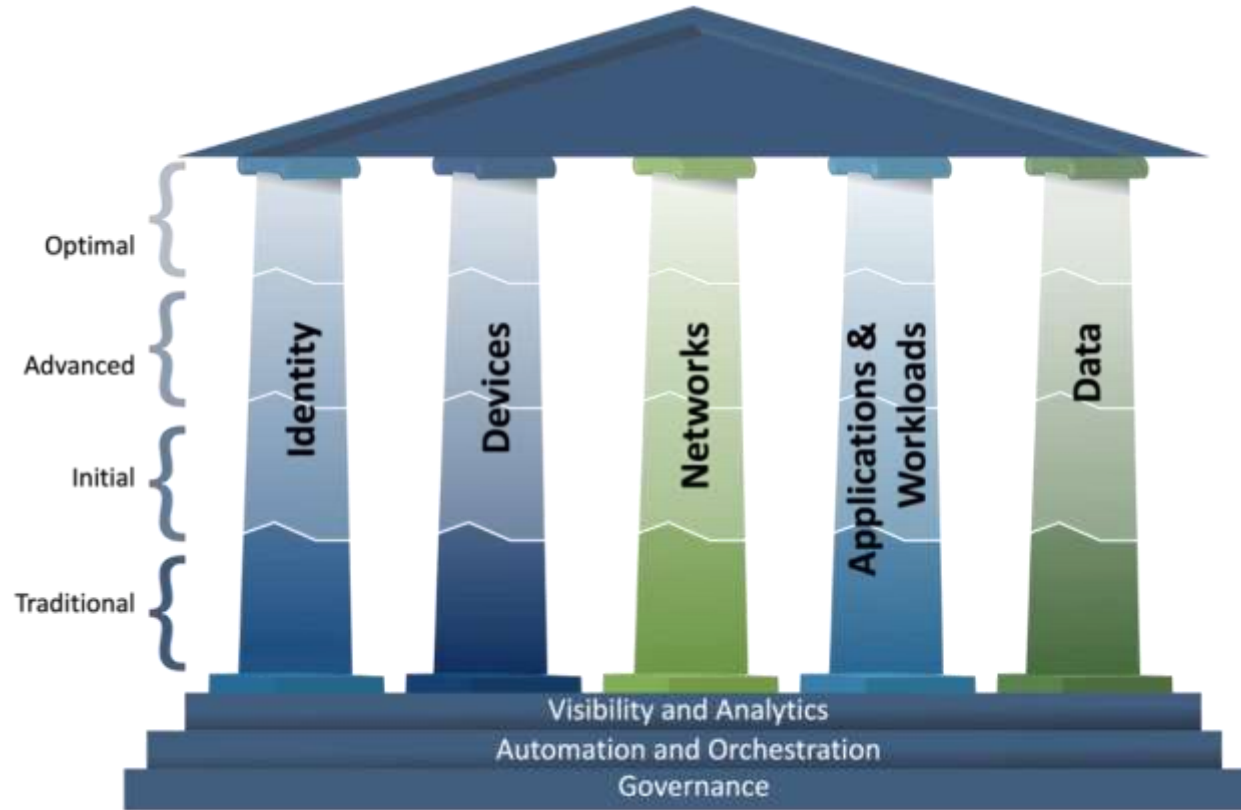 Optimal
Advanced
Initial
Traditional
Identity
Devices
Networks
Applications &
Workloads
Data
Visibility and Analytics
Automation and Orchestration
Governance